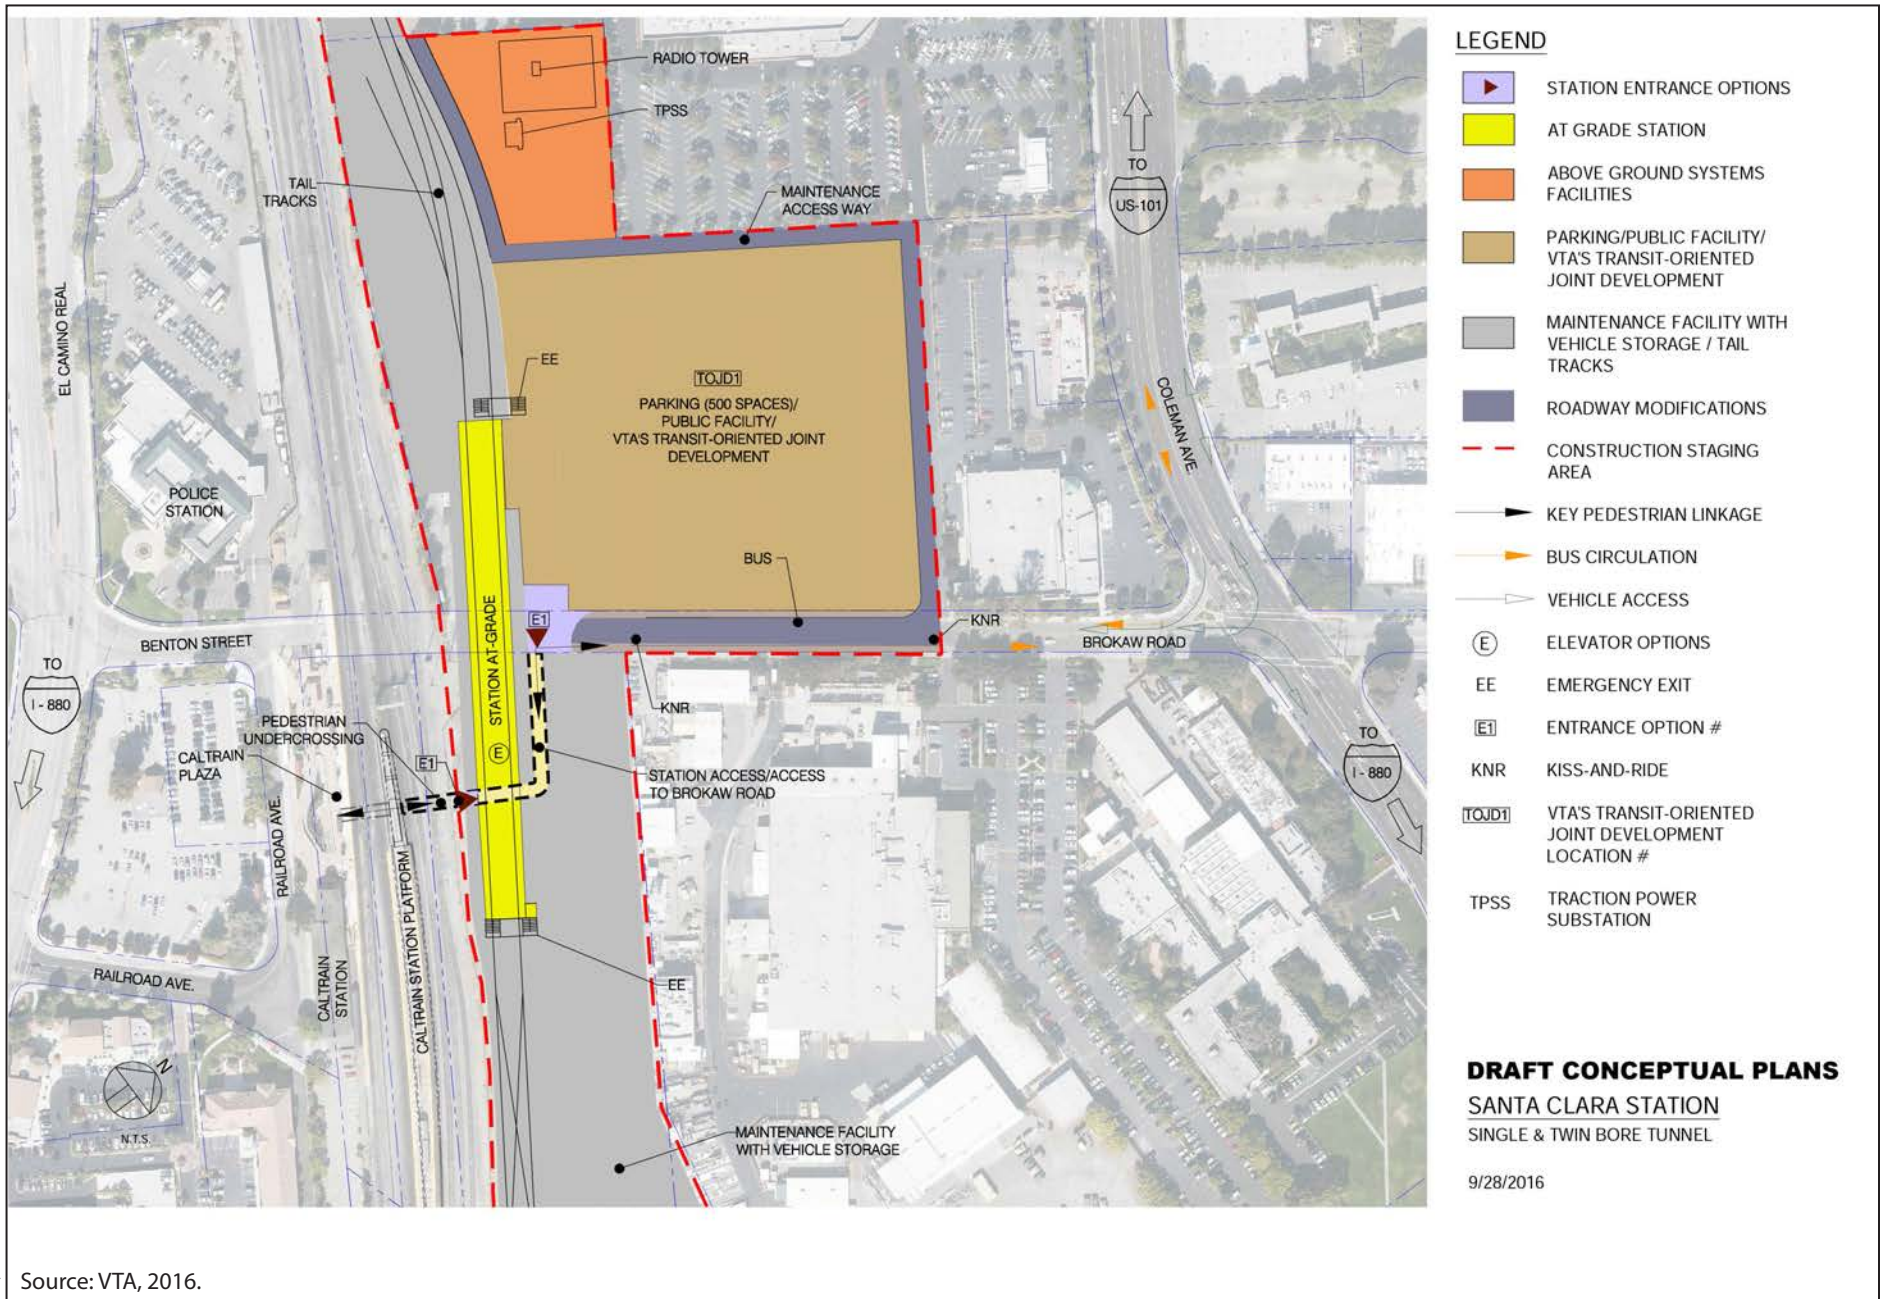 RADIO TOWER
TPSS
TAIL
TRACKS
MAINTENANCE
ACCESS WAY
TO
US-101
EL CAMINO REAL
EE
TOJD1
PARKING (500 SPACES)/
PUBLIC FACILITY/
VTA'S TRANSIT-ORIENTED JOINT
DEVELOPMENT
COLEMAN AVE.
POLICE
STATION
BUS
STATION AT-GRADE
E
E1
KNR
BENTON STREET
BROKAW ROAD
TO
I - 880
KNR
PEDESTRIAN
UNDERCROSSING
CALTRAIN
PLAZA
E1
STATION ACCESS/ACCESS
TO BROKAW ROAD
TO
I - 880
RAILROAD AVE.
CALTRAIN STATION PLATFORM
CALTRAIN
STATION
RAILROAD AVE.
EE
N
N.T.S.
MAINTENANCE FACILITY
WITH VEHICLE STORAGE
LEGEND
STATION ENTRANCE OPTIONS
AT GRADE STATION
ABOVE GROUND SYSTEMS
FACILITIES
PARKING/PUBLIC FACILITY/
VTA'S TRANSIT-ORIENTED
JOINT DEVELOPMENT
MAINTENANCE FACILITY WITH
VEHICLE STORAGE / TAIL
TRACKS
ROADWAY MODIFICATIONS
CONSTRUCTION STAGING
AREA
KEY PEDESTRIAN LINKAGE
BUS CIRCULATION
VEHICLE ACCESS
E ELEVATOR OPTIONS
EE EMERGENCY EXIT
E1 ENTRANCE OPTION #
KNR KISS-AND-RIDE
TOJD1 VTA'S TRANSIT-ORIENTED
JOINT DEVELOPMENT
LOCATION #
TPSS TRACTION POWER
SUBSTATION
DRAFT CONCEPTUAL PLANS
SANTA CLARA STATION
SINGLE & TWIN BORE TUNNEL
9/28/2016
Source: VTA, 2016.